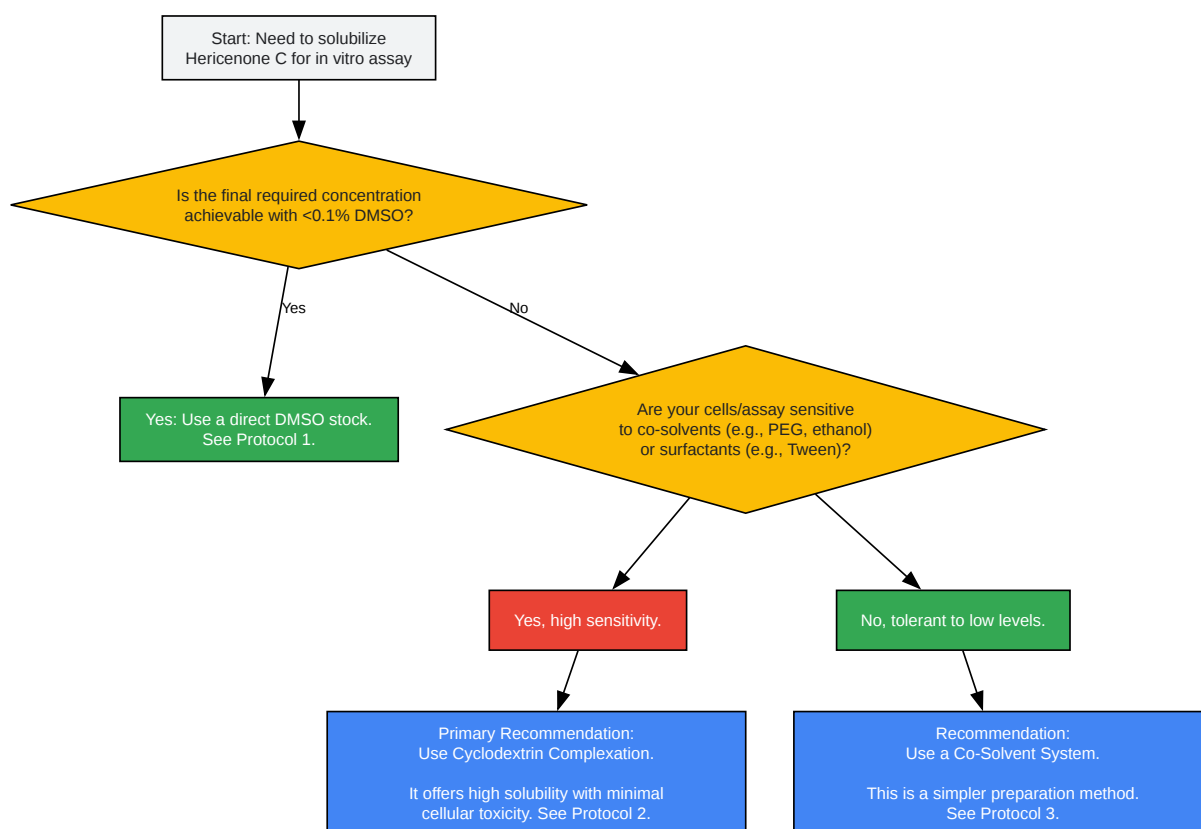 Start: Need to solubilize
Hericenone C for in vitro assay
Is the final required concentration
achievable with <0.1% DMSO?
Yes
No
Yes: Use a direct DMSO stock.
See Protocol 1.
Are your cells/assay sensitive
to co-solvents (e.g., PEG, ethanol)
or surfactants (e.g., Tween)?
Yes, high sensitivity.
No, tolerant to low levels.
Primary Recommendation:
Use Cyclodextrin Complexation.
It offers high solubility with minimal
cellular toxicity. See Protocol 2.
Recommendation:
Use a Co-Solvent System.
This is a simpler preparation method.
See Protocol 3.